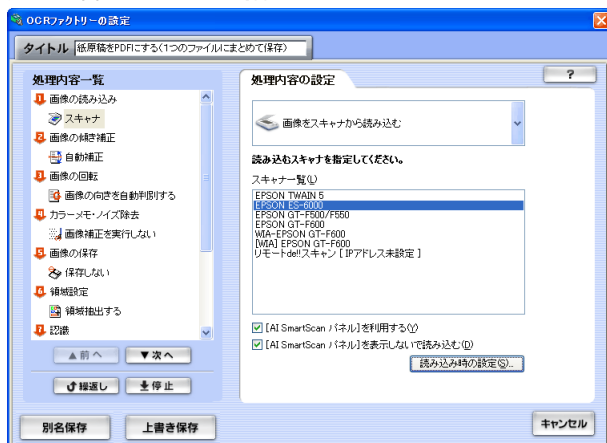 OCRファクトリーの設定
タイトル 紙原稿をPDFにする(1つのファイルにまとめて保存)
処理内容一覧
1. 画像の読み込み
スキャナ
2. 画像の傾き補正
自動補正
3. 画像の回転
画像の向きを自動判別する
4. カラーメモ・ノイズ除去
画像補正を実行しない
5. 画像の保存
保存しない
6. 領域設定
領域抽出する
7. 認識
▲前へ ▼次へ
繰返し 停止
処理内容の設定
?
画像をスキャナから読み込む
読み込むスキャナを指定してください。
スキャナー覧(L)
EPSON TWAIN 5
EPSON ES-6000
EPSON GT-F500/F550
EPSON GT-F600
WIA-EPSON GT-F600
[WIA] EPSON GT-F600
リモートde!!スキャン [ IPアドレス未設定 ]
[AI SmartScan パネル]を利用する(Y)
[AI SmartScan パネル]を表示しないで読み込む(D)
読み込み時の設定(S)...
別名保存 上書き保存 キャンセル